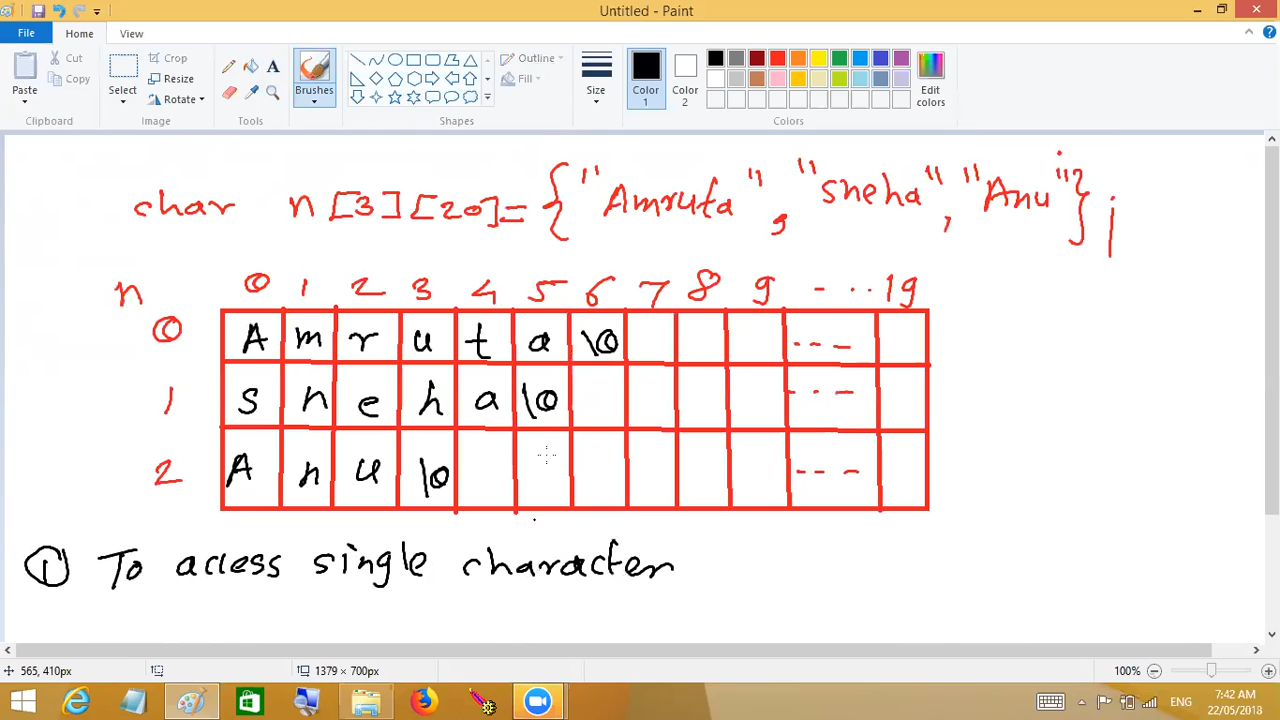 Untitled - Paint
File Home View
Cut
Copy
Paste
Clipboard
Crop
Resize
Rotate
Select
Image
A
Tools
Brushes
Outline
Fill
Shapes
Size
Color 1
Color 2
Edit colors
Colors
char n[3][20]={"Amruta","sneha","Anu"};
n 0 1 2 3 4 5 6 7 8 9 - ... 19
0 A m r u t a \0 ---
1 s n e h a \0 ---
2 A n u \0 ---
① To access single character
565, 410px
1379 × 700px
100%
ENG
7:42 AM
22/05/2018